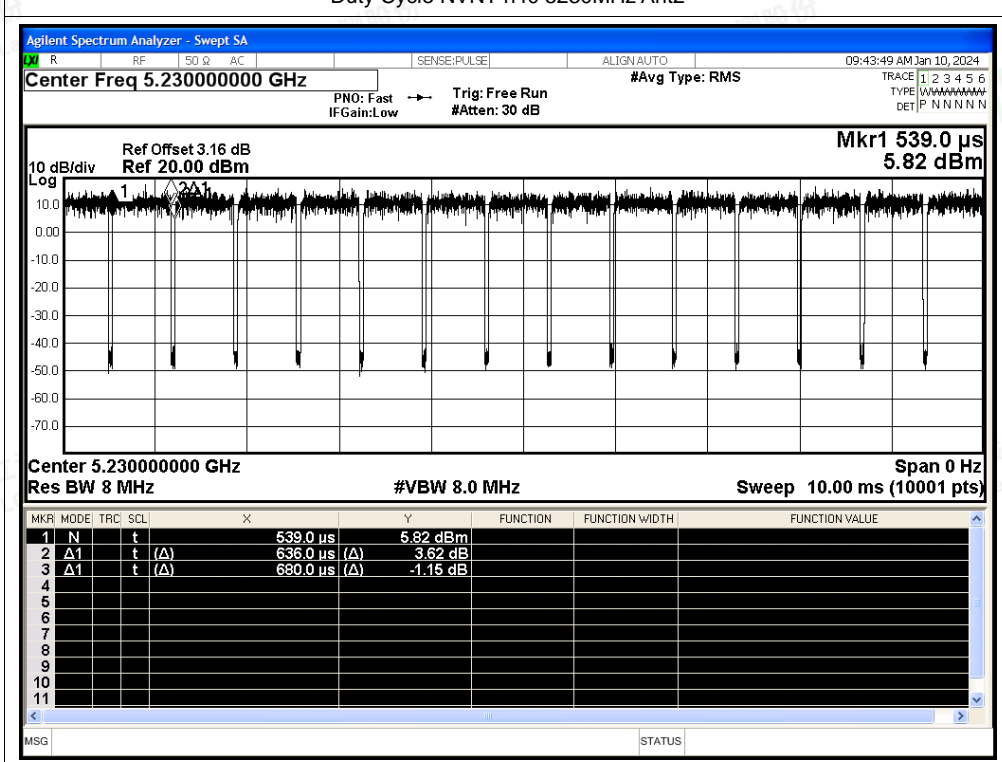 Agilent Spectrum Analyzer - Swept SA
LXI R RF 50 Ω AC SENSE:PULSE ALIGN AUTO 09:43:49 AM Jan 10, 2024
Center Freq 5.230000000 GHz #Avg Type: RMS TRACE 1 2 3 4 5 6
PNO: Fast Trig: Free Run TYPE WWWWWW
IFGain:Low #Atten: 30 dB DET P N N N N N
Mkr1 539.0 µs
Ref Offset 3.16 dB
10 dB/div Ref 20.00 dBm 5.82 dBm
Log
1 2Δ1
10.0
0.00
-10.0
-20.0
-30.0
-40.0
-50.0
-60.0
-70.0
Center 5.230000000 GHz Span 0 Hz
Res BW 8 MHz #VBW 8.0 MHz Sweep 10.00 ms (10001 pts)
MKR MODE TRC SCL X Y FUNCTION FUNCTION WIDTH FUNCTION VALUE
1 N t 539.0 µs 5.82 dBm
2 Δ1 t (Δ) 636.0 µs (Δ) 3.62 dB
3 Δ1 t (Δ) 680.0 µs (Δ) -1.15 dB
4
5
6
7
8
9
10
11
MSG STATUS